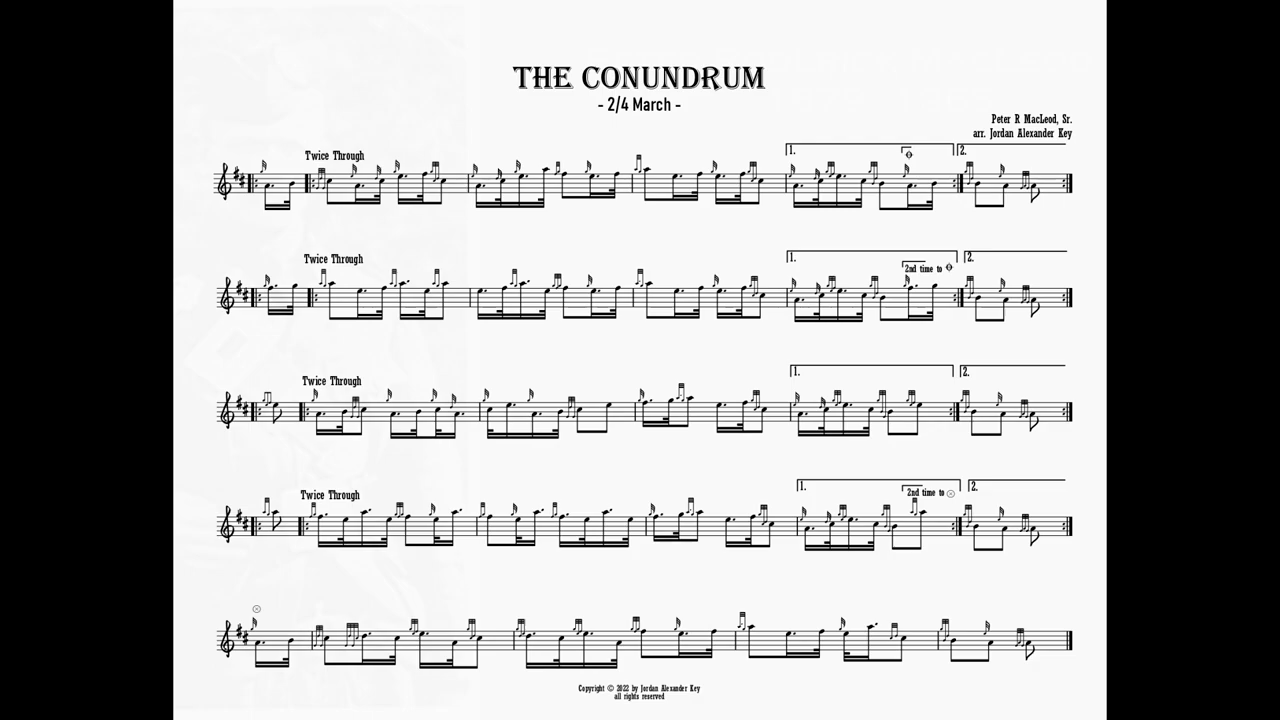 THE CONUNDRUM
- 2/4 March -
Peter R MacLeod, Sr.
arr. Jordan Alexander Key
Twice Through
1.
2.
Twice Through
1.
2nd time to
2.
Twice Through
1.
2.
Twice Through
1.
2nd time to
2.
Copyright © 2022 by Jordan Alexander Key
all rights reserved